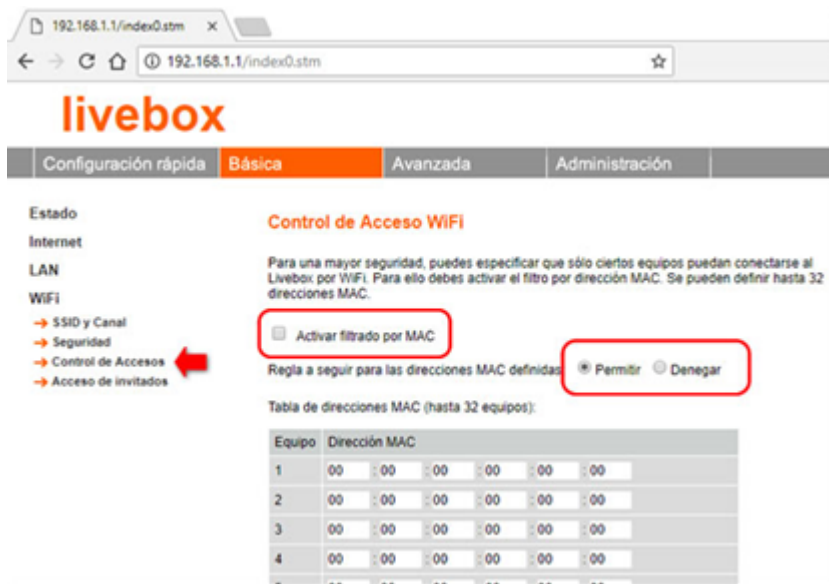 192.168.1.1/index0.stm
192.168.1.1/index0.stm
livebox
Configuración rápida Básica Avanzada Administración
Estado
Internet
LAN
WiFi
SSID y Canal
Seguridad
Control de Accesos
Acceso de invitados
Control de Acceso WiFi
Para una mayor seguridad, puedes especificar que sólo ciertos equipos puedan conectarse al
Livebox por WiFi. Para ello debes activar el filtro por dirección MAC. Se pueden definir hasta 32
direcciones MAC.
Activar filtrado por MAC
Regla a seguir para las direcciones MAC definidas Permitir Denegar
Tabla de direcciones MAC (hasta 32 equipos):
Equipo Dirección MAC
1 00 : 00 : 00 : 00 : 00 : 00
2 00 : 00 : 00 : 00 : 00 : 00
3 00 : 00 : 00 : 00 : 00 : 00
4 00 : 00 : 00 : 00 : 00 : 00